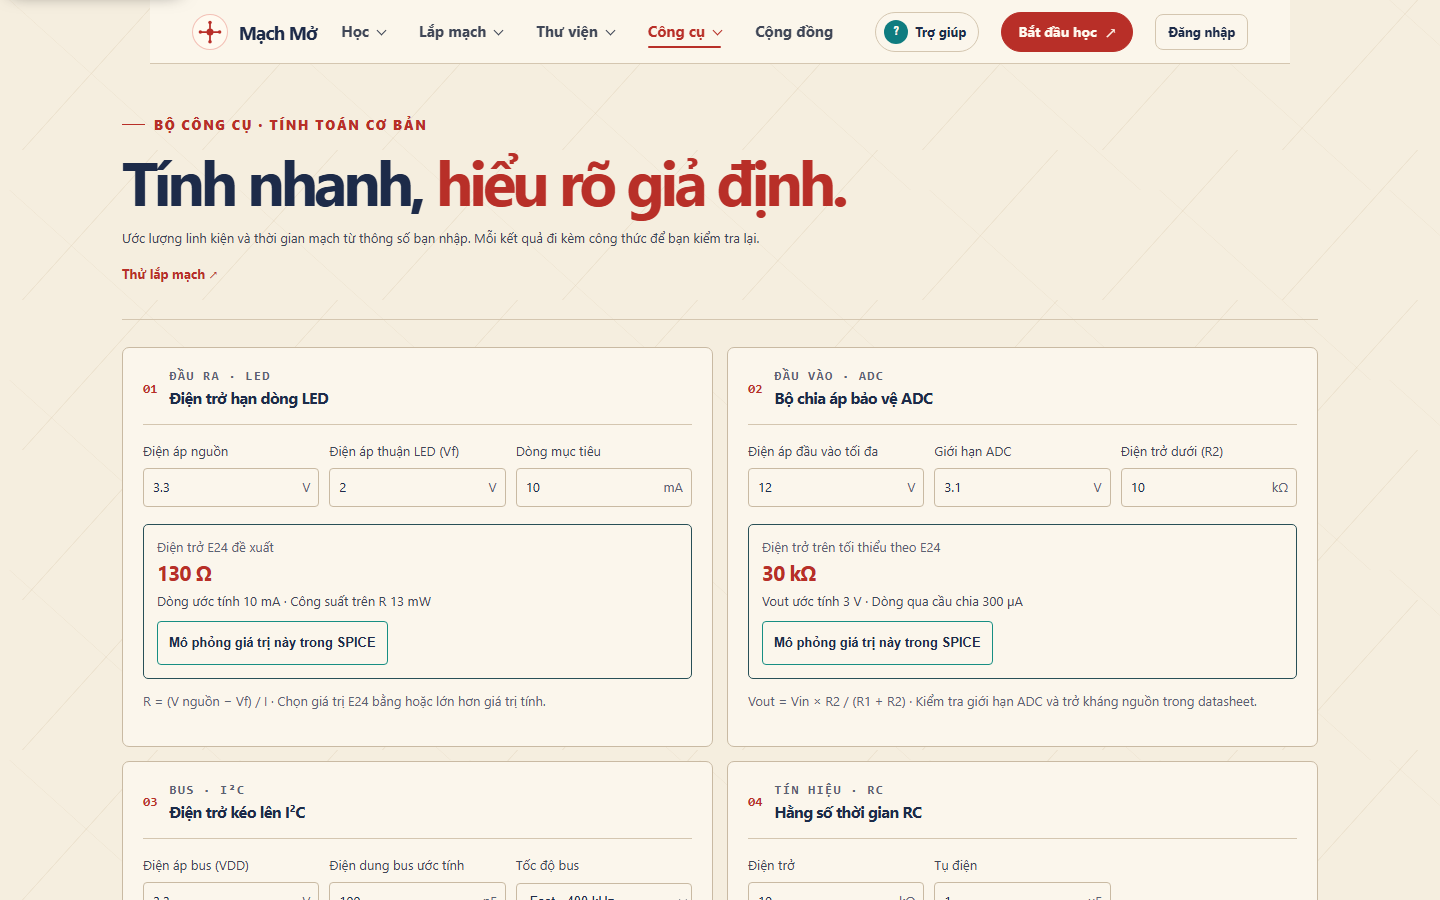 Mạch Mở
Học
Lắp mạch
Thư viện
Công cụ
Cộng đồng
? Trợ giúp
Bắt đầu học ↗
Đăng nhập
BỘ CÔNG CỤ · TÍNH TOÁN CƠ BẢN
Tính nhanh, hiểu rõ giả định.
Ước lượng linh kiện và thời gian mạch từ thông số bạn nhập. Mỗi kết quả đi kèm công thức để bạn kiểm tra lại.
Thử lắp mạch ↗
01
ĐẦU RA · LED
Điện trở hạn dòng LED
Điện áp nguồn
Điện áp thuận LED (Vf)
Dòng mục tiêu
3.3 V
2 V
10 mA
Điện trở E24 đề xuất
130 Ω
Dòng ước tính 10 mA · Công suất trên R 13 mW
Mô phỏng giá trị này trong SPICE
R = (V nguồn − Vf) / I · Chọn giá trị E24 bằng hoặc lớn hơn giá trị tính.
02
ĐẦU VÀO · ADC
Bộ chia áp bảo vệ ADC
Điện áp đầu vào tối đa
Giới hạn ADC
Điện trở dưới (R2)
12 V
3.1 V
10 kΩ
Điện trở trên tối thiểu theo E24
30 kΩ
Vout ước tính 3 V · Dòng qua cầu chia 300 µA
Mô phỏng giá trị này trong SPICE
Vout = Vin × R2 / (R1 + R2) · Kiểm tra giới hạn ADC và trở kháng nguồn trong datasheet.
03
BUS · I²C
Điện trở kéo lên I²C
Điện áp bus (VDD)
Điện dung bus ước tính
Tốc độ bus
04
TÍN HIỆU · RC
Hằng số thời gian RC
Điện trở
Tụ điện